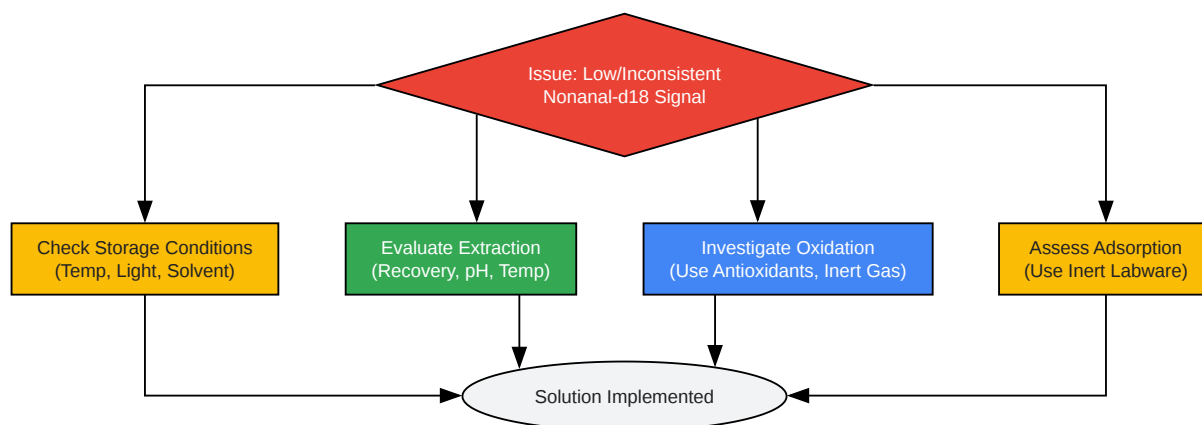 Issue: Low/Inconsistent
Nonanal-d18 Signal
Check Storage Conditions
(Temp, Light, Solvent)
Evaluate Extraction
(Recovery, pH, Temp)
Investigate Oxidation
(Use Antioxidants, Inert Gas)
Assess Adsorption
(Use Inert Labware)
Solution Implemented